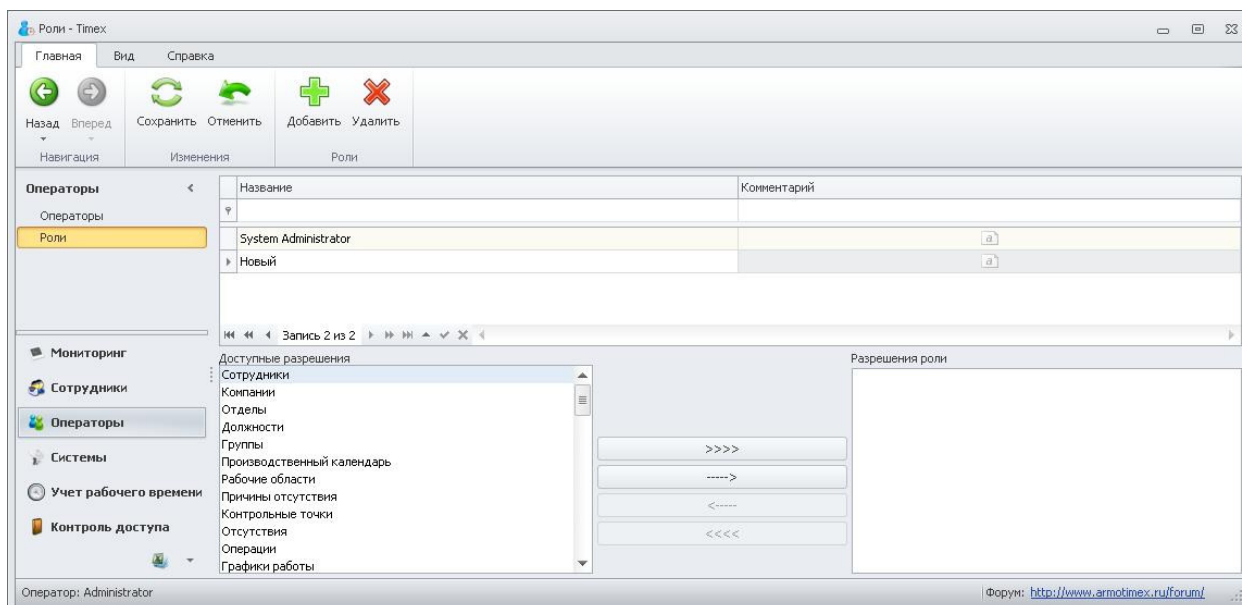 Роли - Timex
Главная Вид Справка
Назад Вперед Сохранить Отменить Добавить Удалить
Навигация Изменения Роли
Операторы <
Операторы
Роли
Название Комментарий
System Administrator
Новый
Запись 2 из 2
Мониторинг
Сотрудники
Операторы
Системы
Учет рабочего времени
Контроль доступа
Доступные разрешения
Сотрудники
Компании
Отделы
Должности
Группы
Производственный календарь
Рабочие области
Причины отсутствия
Контрольные точки
Отсутствия
Операции
Графики работы
>>>>
----->
<-----
<<<<
Разрешения роли
Оператор: Administrator Форум: http://www.armotimex.ru/forum/